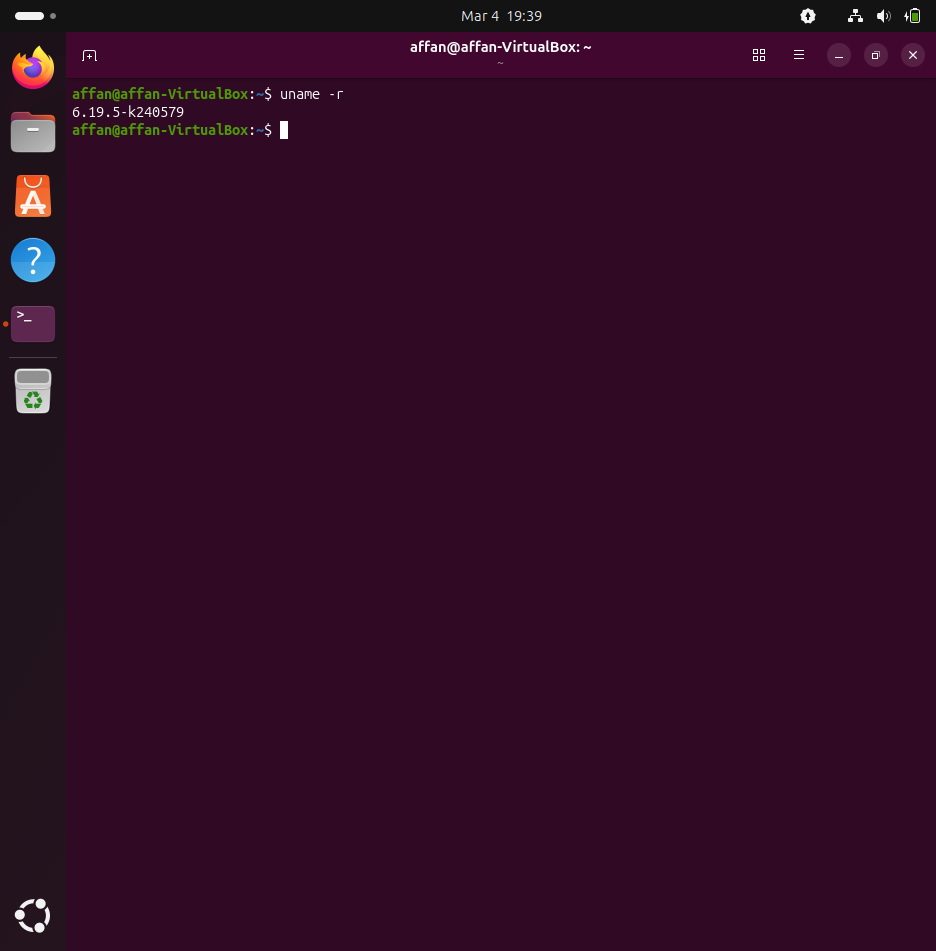 Mar 4 19:39
affan@affan-VirtualBox: ~
~
affan@affan-VirtualBox:~$ uname -r
6.19.5-k240579
affan@affan-VirtualBox:~$